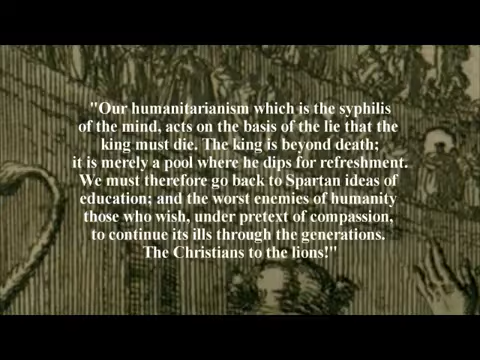 "Our humanitarianism which is the syphilis
of the mind, acts on the basis of the lie that the
king must die. The king is beyond death;
it is merely a pool where he dips for refreshment.
We must therefore go back to Spartan ideas of
education; and the worst enemies of humanity
those who wish, under pretext of compassion,
to continue its ills through the generations.
The Christians to the lions!"